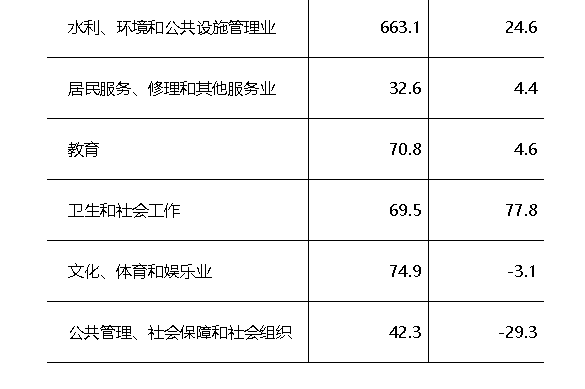 水利、环境和公共设施管理业 663.1 24.6
居民服务、修理和其他服务业 32.6 4.4
教育 70.8 4.6
卫生和社会工作 69.5 77.8
文化、体育和娱乐业 74.9 -3.1
公共管理、社会保障和社会组织 42.3 -29.3